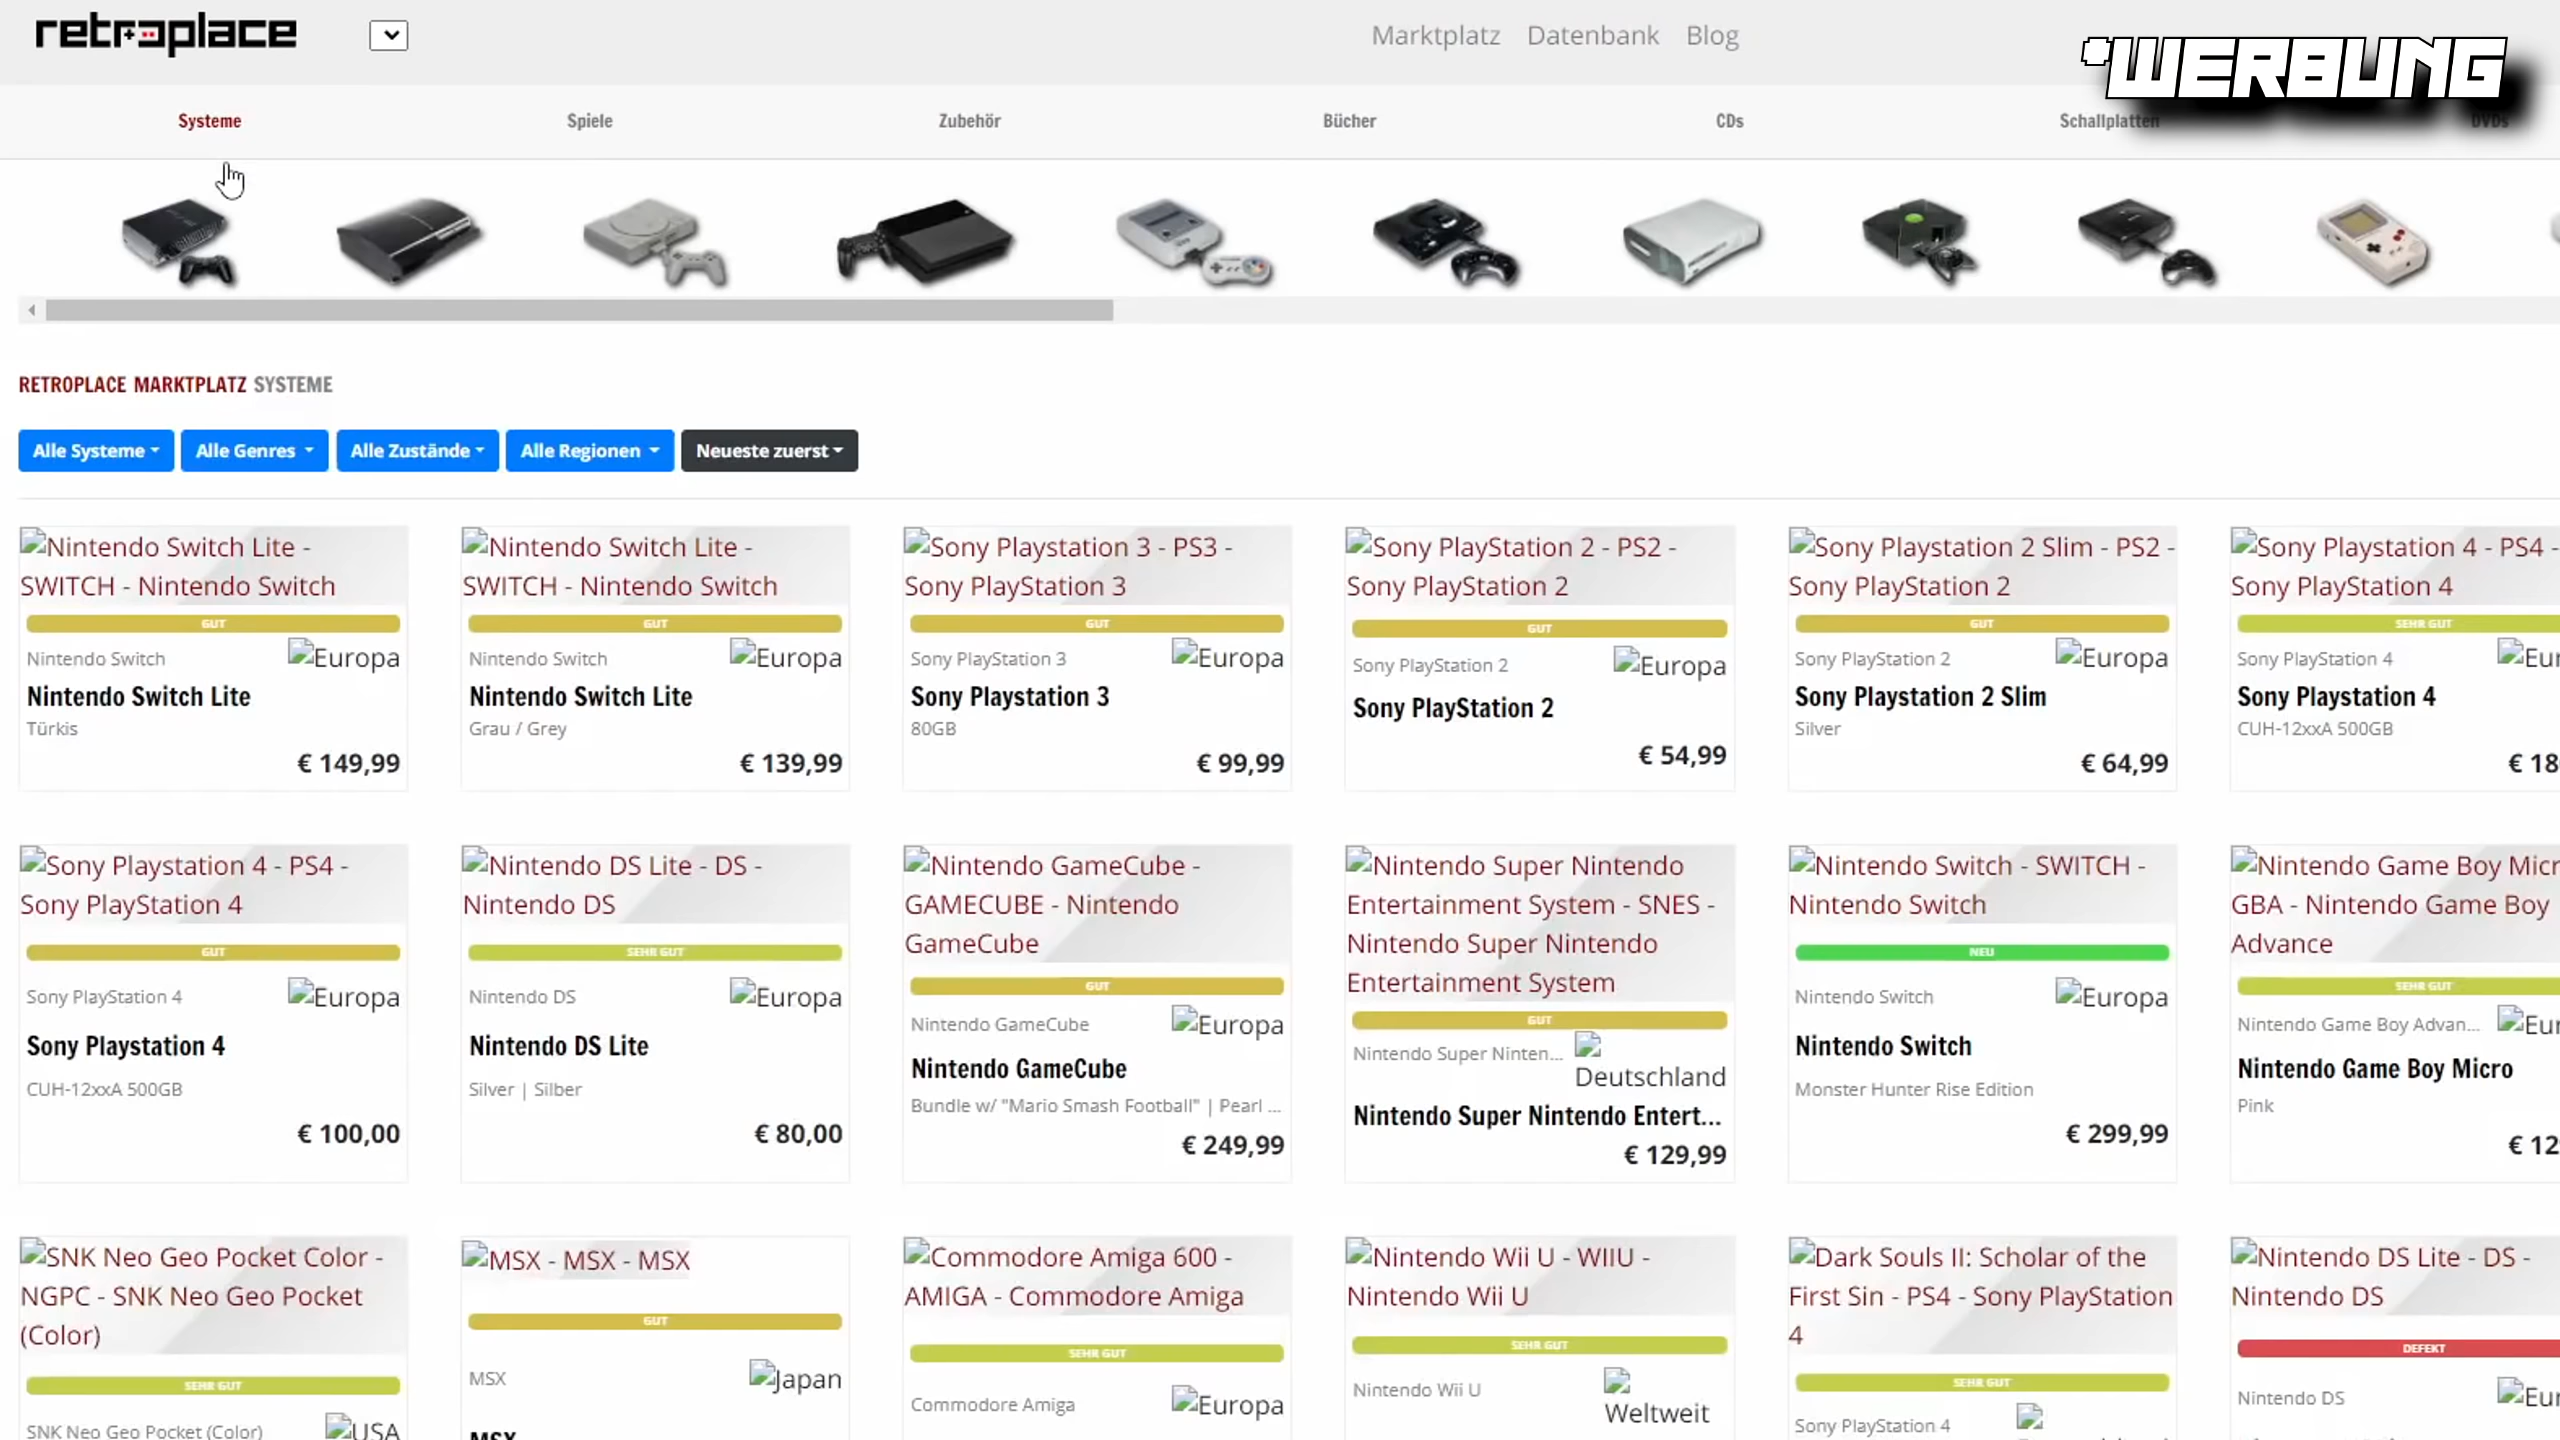 retroplace
Marktplatz Datenbank Blog
*WERBUNG
Systeme Spiele Zubehör Bücher CDs Schallplatten DVDs
RETROPLACE MARKTPLATZ SYSTEME
Alle Systeme Alle Genres Alle Zustände Alle Regionen Neueste zuerst
Nintendo Switch Lite -
SWITCH - Nintendo Switch
GUT
Nintendo Switch Europa
Nintendo Switch Lite
Türkis
€ 149,99
Nintendo Switch Lite -
SWITCH - Nintendo Switch
GUT
Nintendo Switch Europa
Nintendo Switch Lite
Grau / Grey
€ 139,99
Sony Playstation 3 - PS3 -
Sony PlayStation 3
GUT
Sony PlayStation 3 Europa
Sony Playstation 3
80GB
€ 99,99
Sony PlayStation 2 - PS2 -
Sony PlayStation 2
GUT
Sony PlayStation 2 Europa
Sony PlayStation 2
€ 54,99
Sony Playstation 2 Slim - PS2 -
Sony PlayStation 2
GUT
Sony PlayStation 2 Europa
Sony Playstation 2 Slim
Silver
€ 64,99
Sony Playstation 4 - PS4 -
Sony PlayStation 4
SEHR GUT
Sony PlayStation 4 Eur
Sony Playstation 4
CUH-12xxA 500GB
€ 18
Sony Playstation 4 - PS4 -
Sony PlayStation 4
GUT
Sony PlayStation 4 Europa
Sony Playstation 4
CUH-12xxA 500GB
€ 100,00
Nintendo DS Lite - DS -
Nintendo DS
SEHR GUT
Nintendo DS Europa
Nintendo DS Lite
Silver | Silber
€ 80,00
Nintendo GameCube -
GAMECUBE - Nintendo
GameCube
GUT
Nintendo GameCube Europa
Nintendo GameCube
Bundle w/ "Mario Smash Football" | Pearl ...
€ 249,99
Nintendo Super Nintendo
Entertainment System - SNES -
Nintendo Super Nintendo
Entertainment System
GUT
Nintendo Super Ninten... Deutschland
Nintendo Super Nintendo Entert...
€ 129,99
Nintendo Switch - SWITCH -
Nintendo Switch
NEU
Nintendo Switch Europa
Nintendo Switch
Monster Hunter Rise Edition
€ 299,99
Nintendo Game Boy Micr
GBA - Nintendo Game Boy
Advance
SEHR GUT
Nintendo Game Boy Advan... Eur
Nintendo Game Boy Micro
Pink
€ 12
SNK Neo Geo Pocket Color -
NGPC - SNK Neo Geo Pocket
(Color)
SEHR GUT
SNK Neo Geo Pocket (Color) USA
MSX - MSX - MSX
GUT
MSX Japan
MSX
Commodore Amiga 600 -
AMIGA - Commodore Amiga
SEHR GUT
Commodore Amiga Europa
Nintendo Wii U - WIIU -
Nintendo Wii U
SEHR GUT
Nintendo Wii U Weltweit
Dark Souls II: Scholar of the
First Sin - PS4 - Sony PlayStation
4
SEHR GUT
Sony PlayStation 4
Nintendo DS Lite - DS -
Nintendo DS
DEFEKT
Nintendo DS Eur